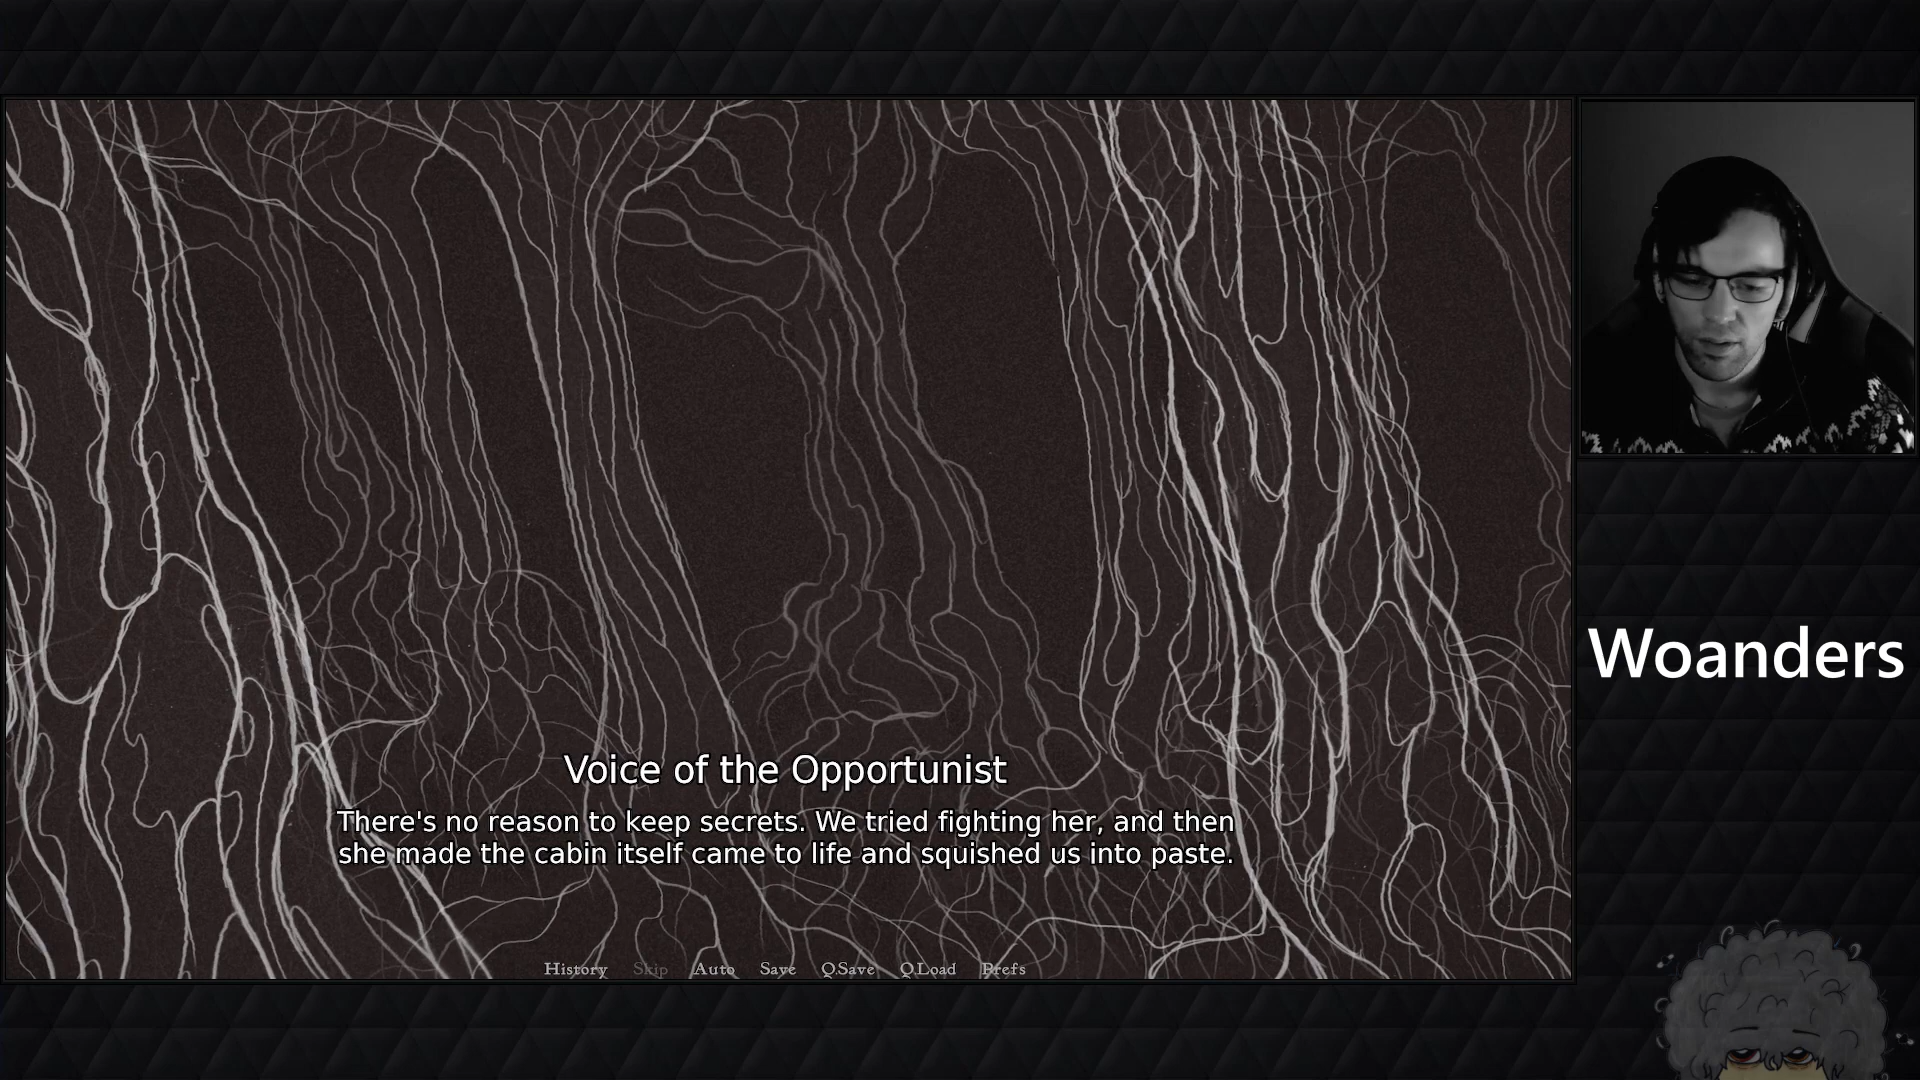 Woanders
Voice of the Opportunist
There's no reason to keep secrets. We tried fighting her, and then
she made the cabin itself came to life and squished us into paste.
History Skip Auto Save Q.Save Q.Load Prefs